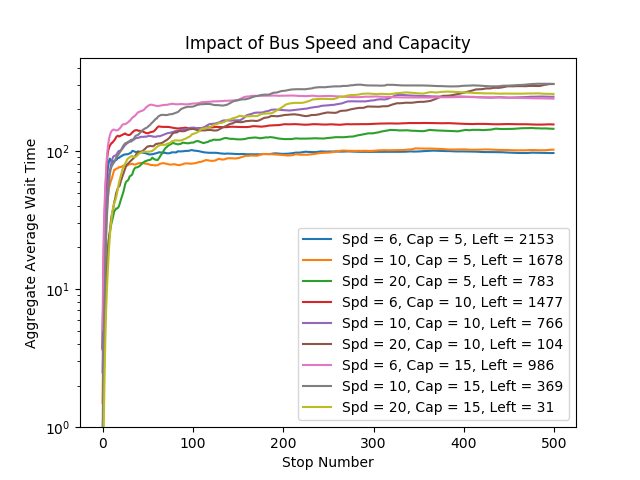 Impact of Bus Speed and Capacity
Aggregate Average Wait Time
10²
10¹
10⁰
Spd = 6, Cap = 5, Left = 2153
Spd = 10, Cap = 5, Left = 1678
Spd = 20, Cap = 5, Left = 783
Spd = 6, Cap = 10, Left = 1477
Spd = 10, Cap = 10, Left = 766
Spd = 20, Cap = 10, Left = 104
Spd = 6, Cap = 15, Left = 986
Spd = 10, Cap = 15, Left = 369
Spd = 20, Cap = 15, Left = 31
0 100 200 300 400 500
Stop Number